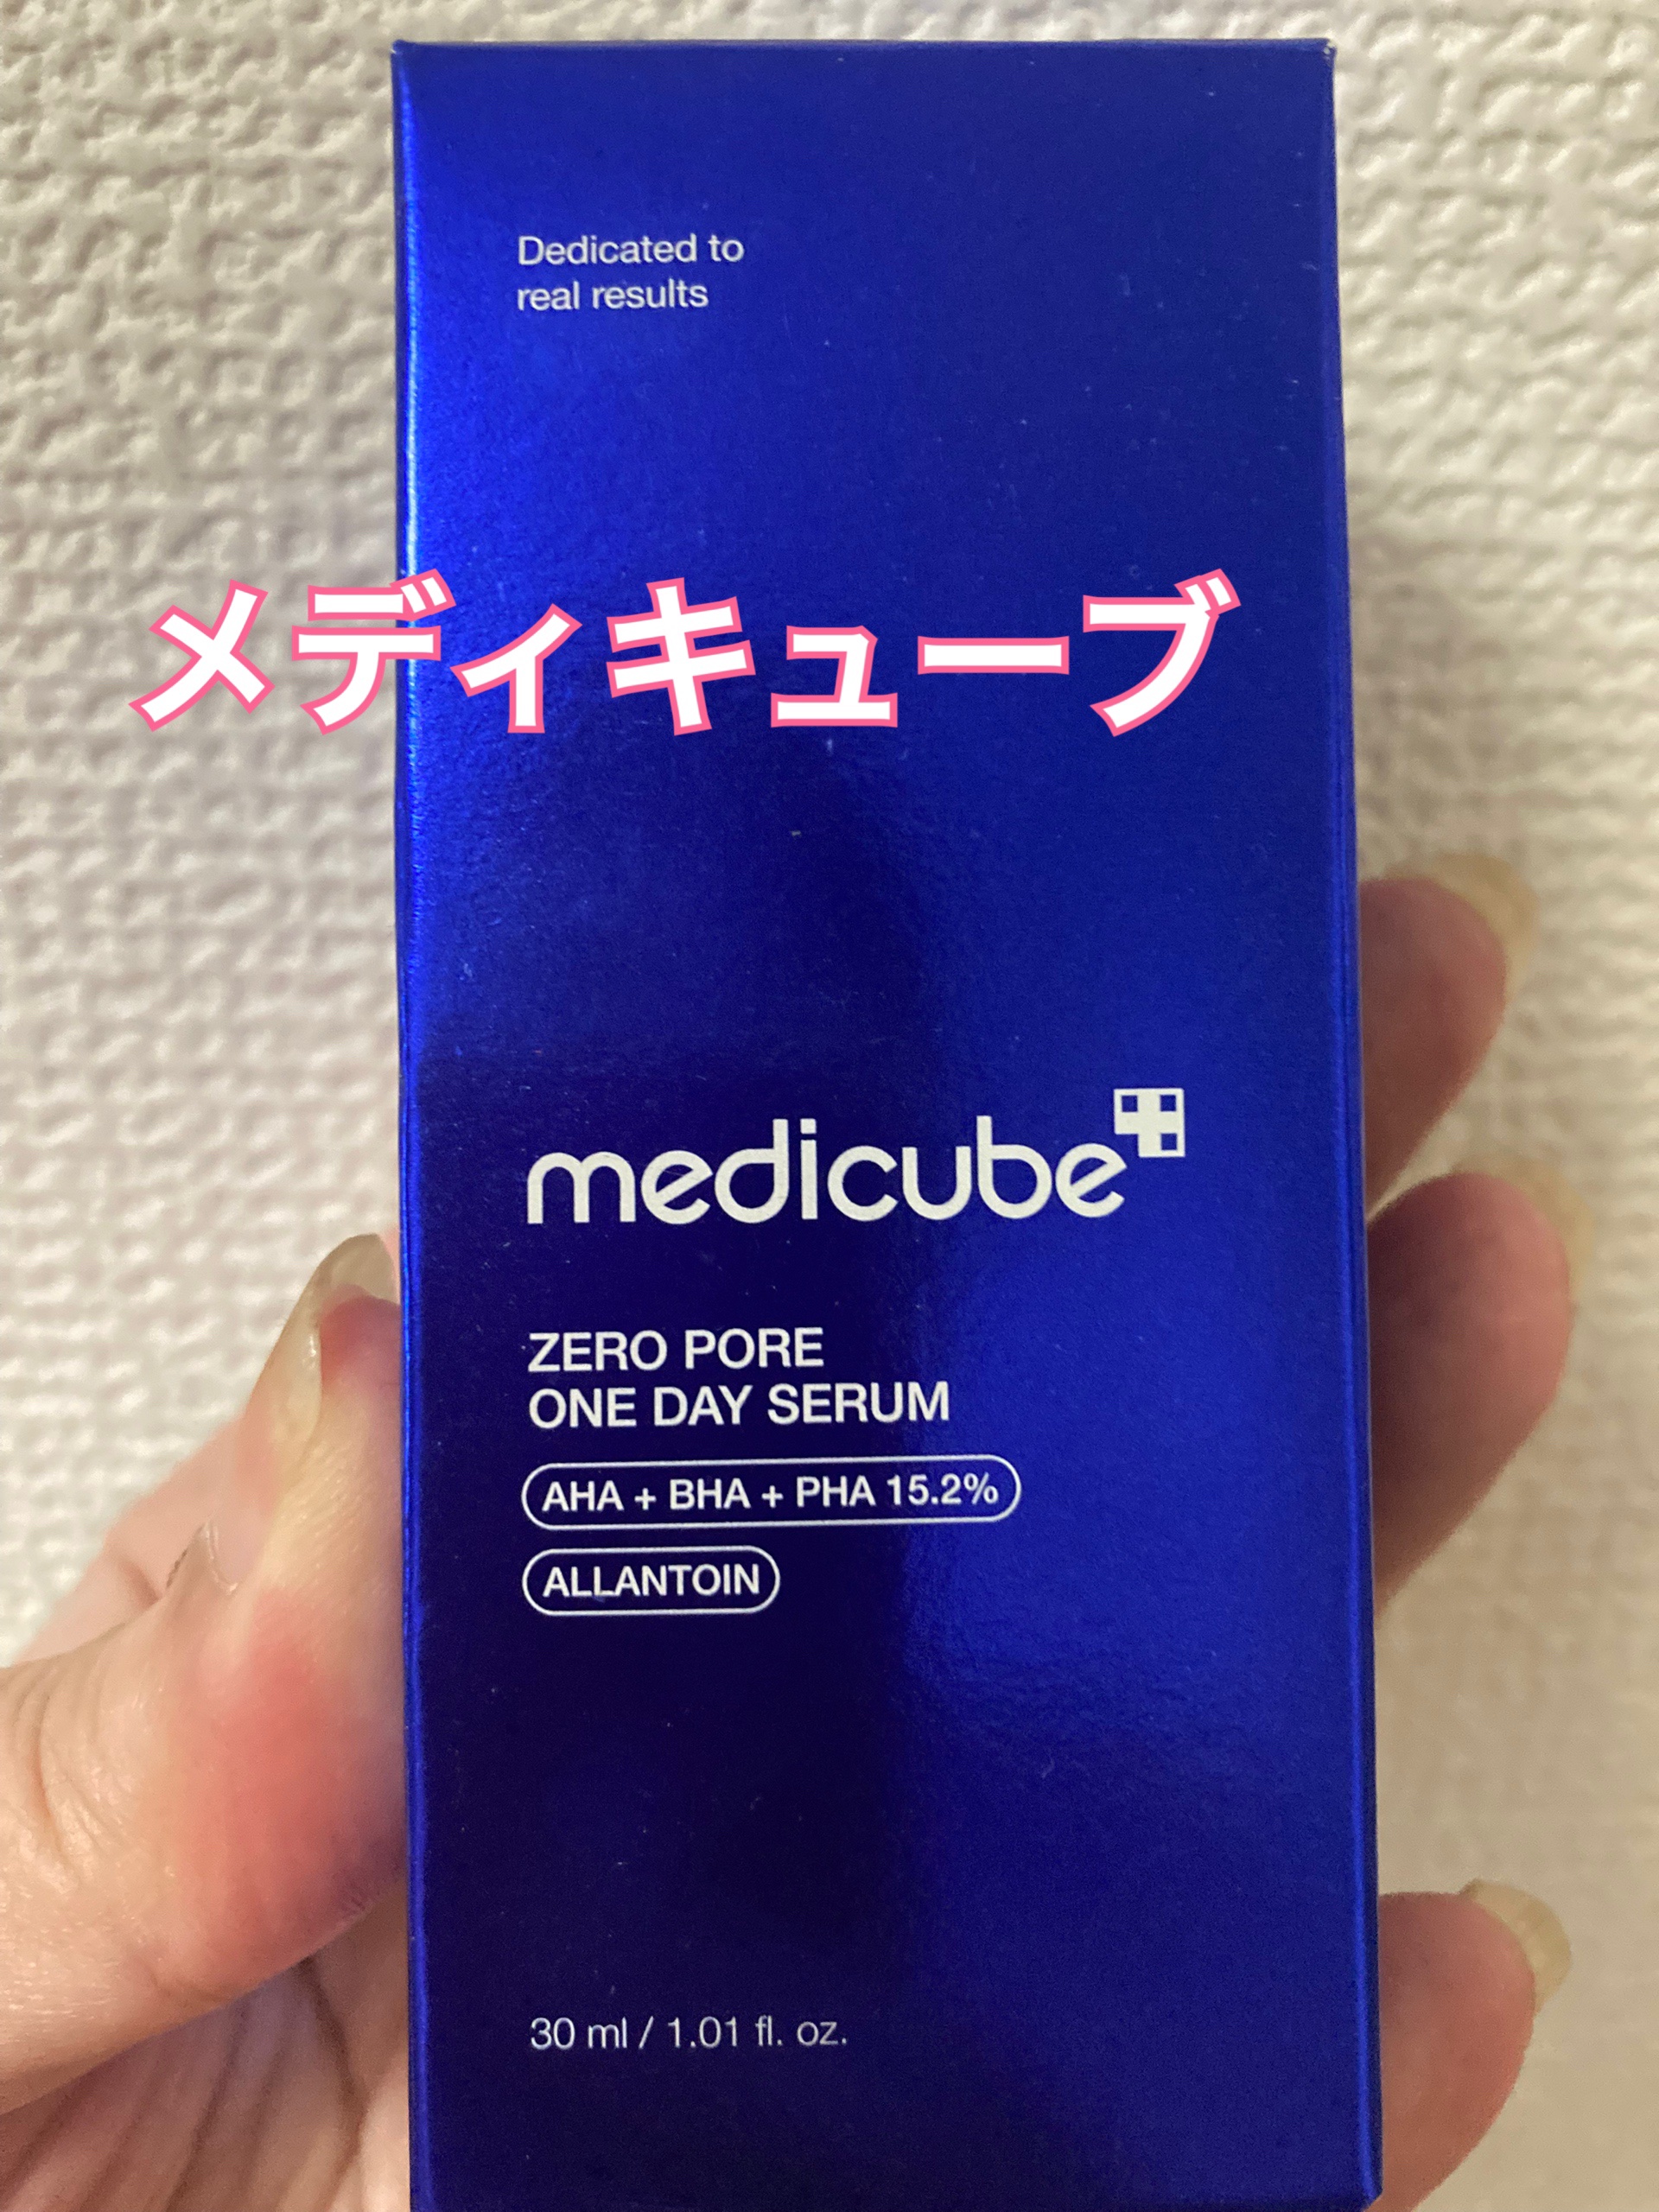 Dedicated to
real results
メディキューブ
medicube
ZERO PORE
ONE DAY SERUM
AHA + BHA + PHA 15.2%
ALLANTOIN
30 ml / 1.01 fl. oz.